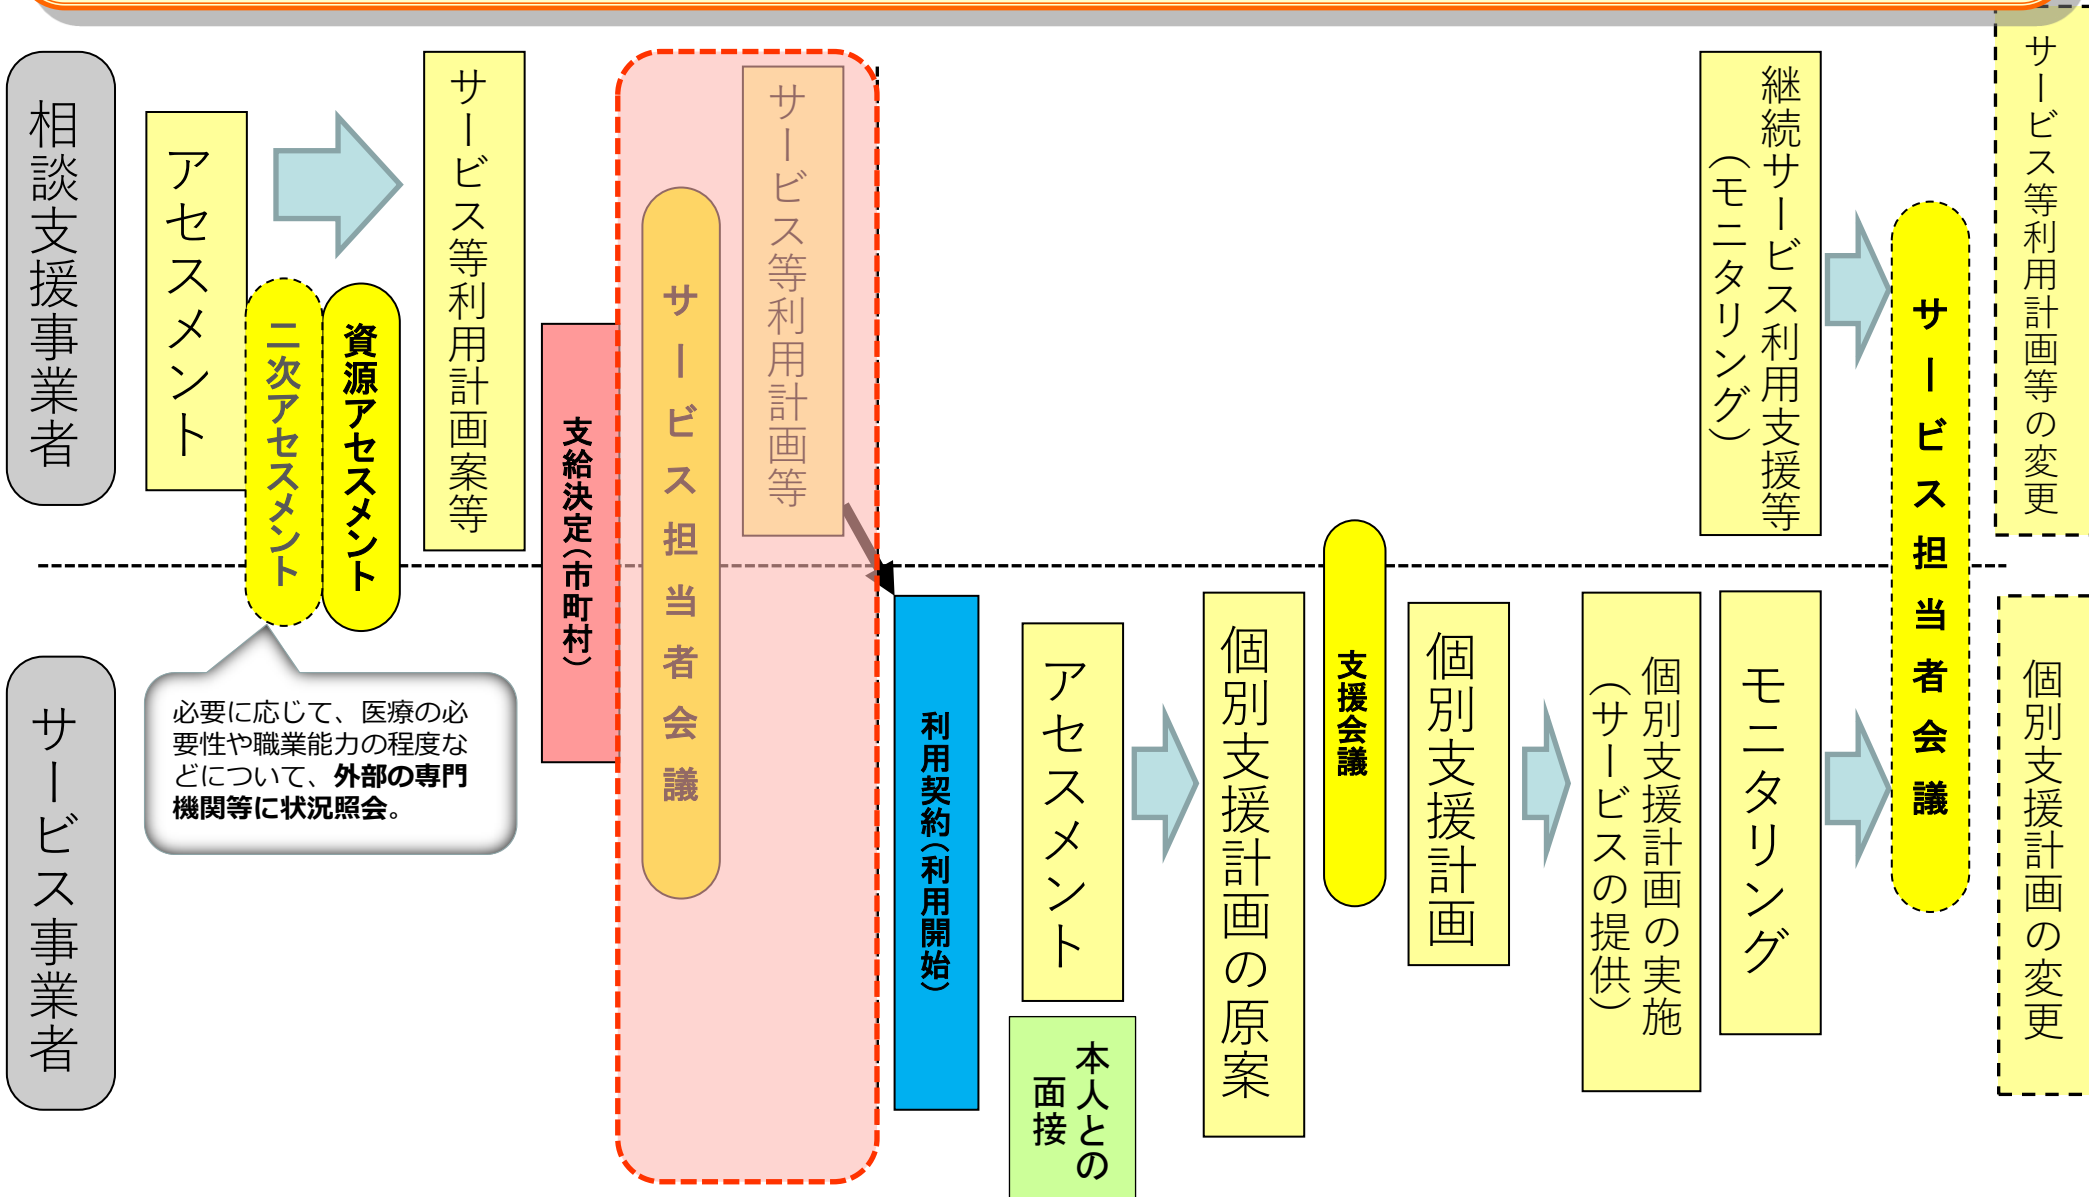 相談支援事業者
アセスメント
二次アセスメント
資源アセスメント
サービス等利用計画案等
支給決定(市町村)
サービス担当者会議
サービス等利用計画等
継続サービス利用支援等
(モニタリング)
サービス担当者会議
サービス等利用計画等の変更
サービス事業者
必要に応じて、医療の必
要性や職業能力の程度な
どについて、外部の専門
機関等に状況照会。
利用契約(利用開始)
アセスメント
本人との
面接
個別支援計画の原案
支援会議
個別支援計画
個別支援計画の実施
(サービスの提供)
モニタリング
個別支援計画の変更